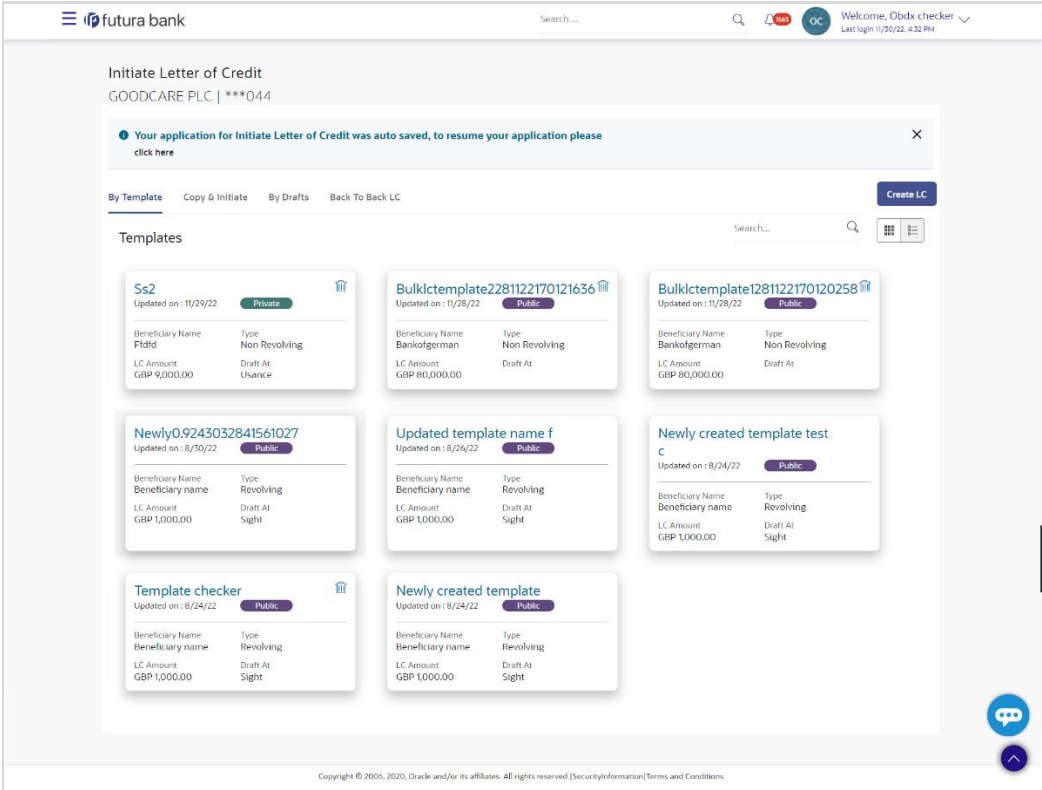 futura bank
Search ...
1663
OC
Welcome, Obdx checker
Last login 11/30/22, 4:32 PM
Initiate Letter of Credit
GOODCARE PLC | ***044
Your application for Initiate Letter of Credit was auto saved, to resume your application please
click here
By Template Copy & Initiate By Drafts Back To Back LC Create LC
Templates
Search...
Ss2
Updated on : 11/29/22 Private
Beneficiary Name Type
Ffdfd Non Revolving
LC Amount Draft At
GBP 9,000.00 Usance
Bulklctemplate2281122170121636
Updated on : 11/28/22 Public
Beneficiary Name Type
Bankofgerman Non Revolving
LC Amount Draft At
GBP 80,000.00
Bulklctemplate1281122170120258
Updated on : 11/28/22 Public
Beneficiary Name Type
Bankofgerman Non Revolving
LC Amount Draft At
GBP 80,000.00
Newly0.9243032841561027
Updated on : 8/30/22 Public
Beneficiary Name Type
Beneficiary name Revolving
LC Amount Draft At
GBP 1,000.00 Sight
Updated template name f
Updated on : 8/26/22 Public
Beneficiary Name Type
Beneficiary name Revolving
LC Amount Draft At
GBP 1,000.00 Sight
Newly created template test
c
Updated on : 8/24/22 Public
Beneficiary Name Type
Beneficiary name Revolving
LC Amount Draft At
GBP 1,000.00 Sight
Template checker
Updated on : 8/24/22 Public
Beneficiary Name Type
Beneficiary name Revolving
LC Amount Draft At
GBP 1,000.00 Sight
Newly created template
Updated on : 8/24/22 Public
Beneficiary Name Type
Beneficiary name Revolving
LC Amount Draft At
GBP 1,000.00 Sight
Copyright © 2006, 2020, Oracle and/or its affiliates. All rights reserved |SecurityInformation|Terms and Conditions